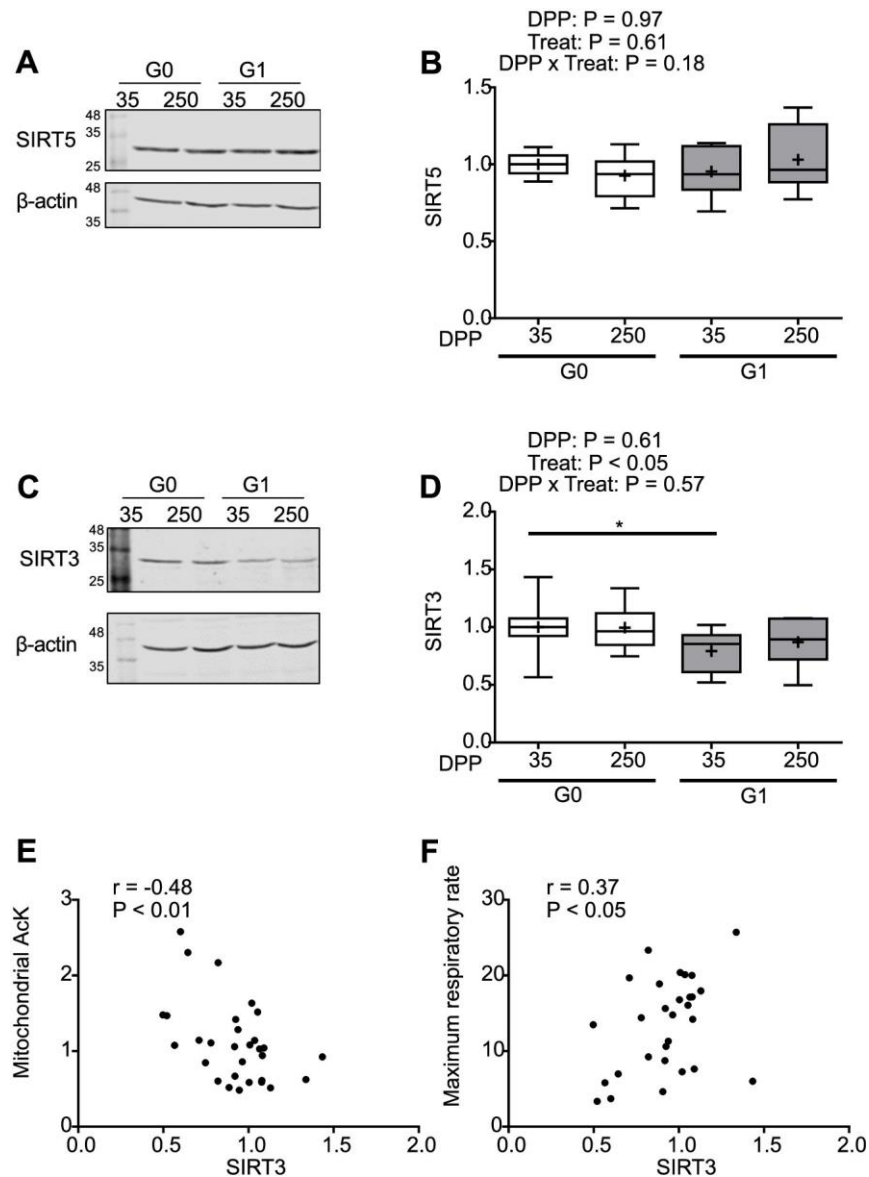 A
G0 G1
35 250 35 250
48
35
SIRT5
25
48
β-actin
35
DPP: P = 0.97
Treat: P = 0.61
DPP x Treat: P = 0.18
B
1.5
1.0
SIRT5
0.5
0.0
DPP 35 250 35 250
G0 G1
C
G0 G1
35 250 35 250
48
35
SIRT3
25
β-actin
48
35
DPP: P = 0.61
Treat: P < 0.05
DPP x Treat: P = 0.57
D
2.0
*
1.5
SIRT3
1.0
0.5
0.0
DPP 35 250 35 250
G0 G1
E
r = -0.48
P < 0.01
Mitochondrial AcK
3
2
1
0
0.0 0.5 1.0 1.5 2.0
SIRT3
F
r = 0.37
P < 0.05
Maximum respiratory rate
30
20
10
0
0.0 0.5 1.0 1.5 2.0
SIRT3